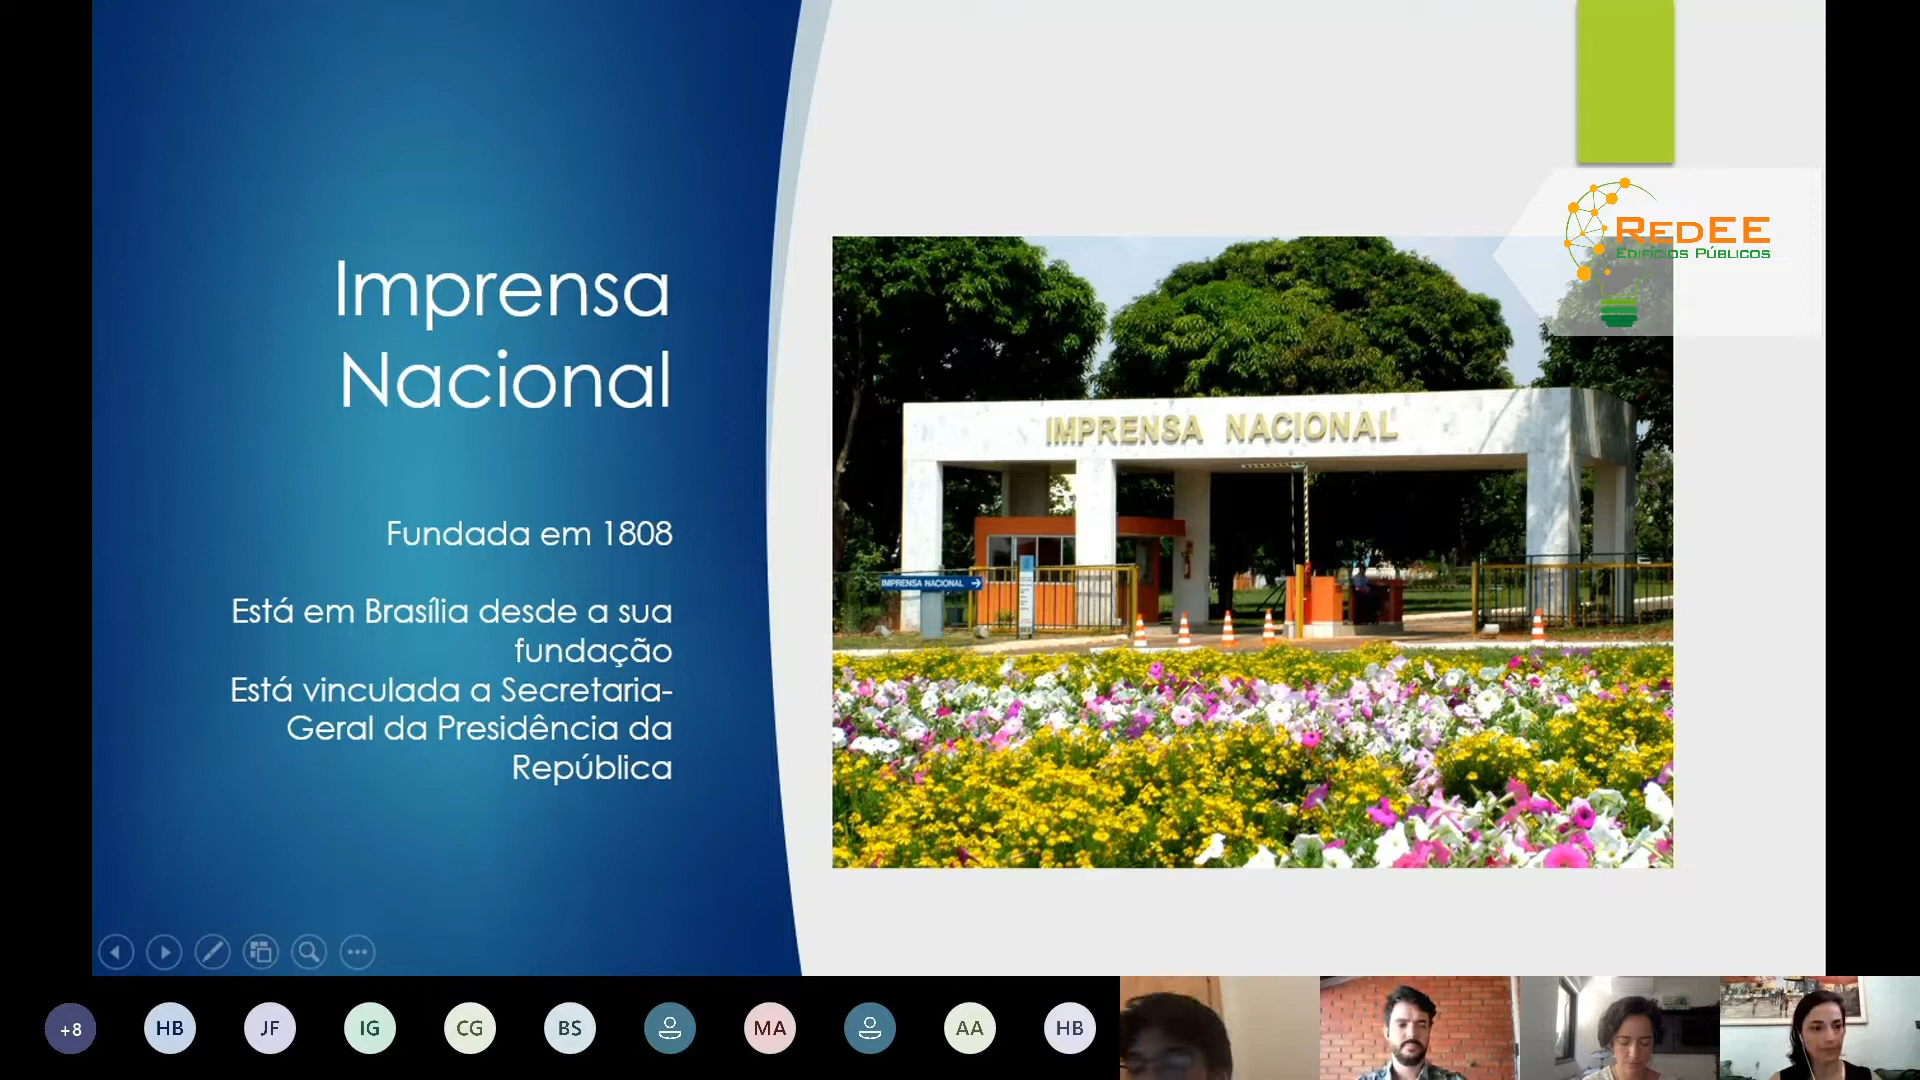 Imprensa
Nacional
Fundada em 1808
Está em Brasília desde a sua
fundação
Está vinculada a Secretaria-
Geral da Presidência da
República
REDEE
EDIFÍCIOS PÚBLICOS
IMPRENSA NACIONAL
IMPRENSA NACIONAL
+8
HB
JF
IG
CG
BS
MA
AA
HB